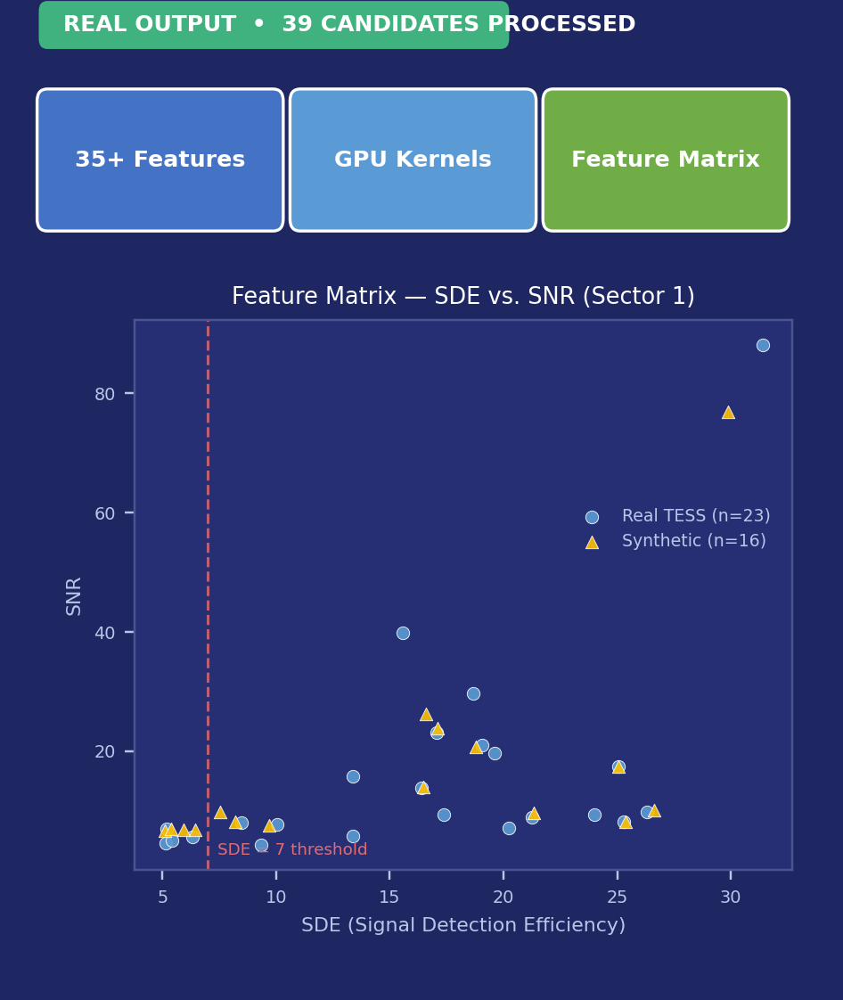 REAL OUTPUT • 39 CANDIDATES PROCESSED
35+ Features
GPU Kernels
Feature Matrix
Feature Matrix — SDE vs. SNR (Sector 1)
80
60
40
20
SNR
Real TESS (n=23)
Synthetic (n=16)
SDE = 7 threshold
5 10 15 20 25 30
SDE (Signal Detection Efficiency)